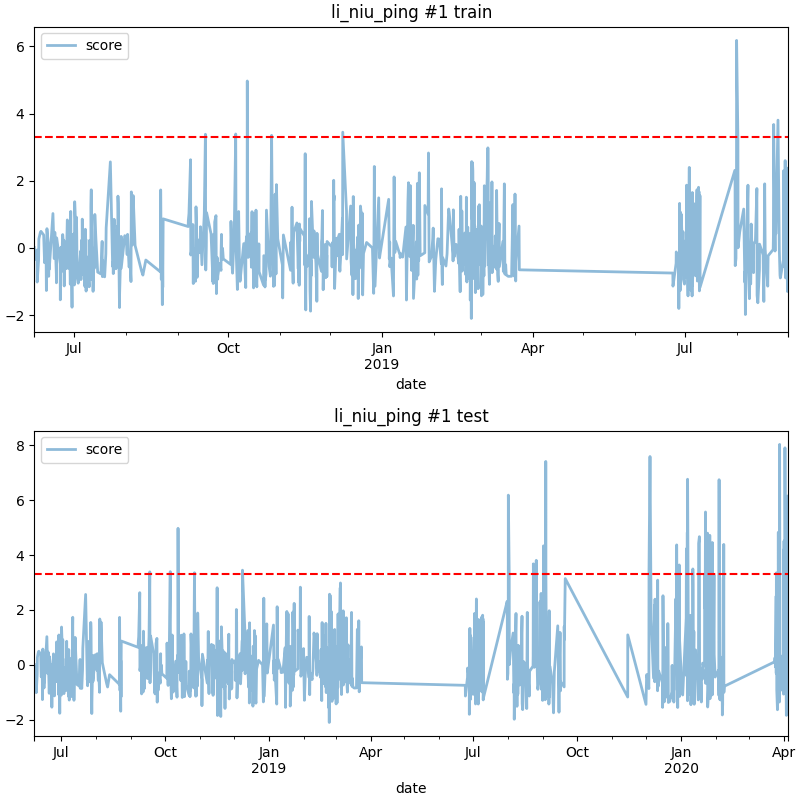 li_niu_ping #1 train
score
6
4
2
0
−2
Jul
Oct
Jan
2019
Apr
Jul
date
li_niu_ping #1 test
score
8
6
4
2
0
−2
Jul
Oct
Jan
2019
Apr
Jul
Oct
Jan
2020
Apr
date